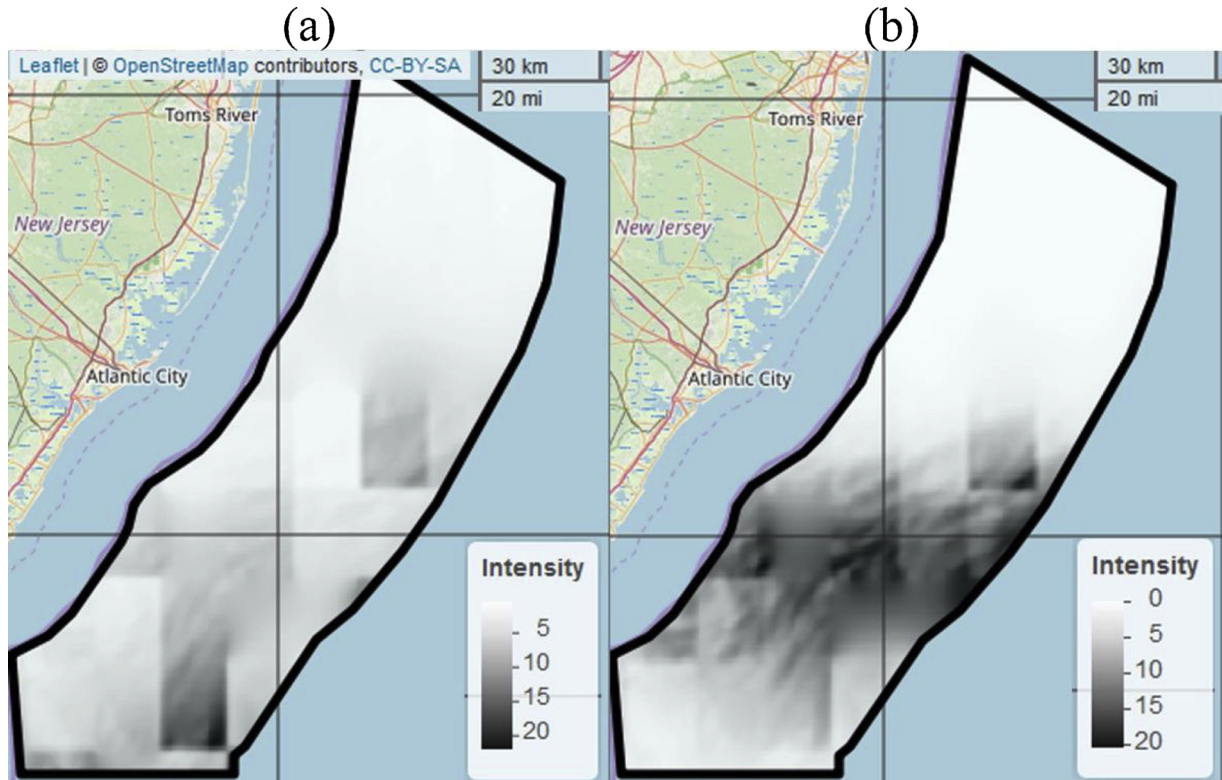 (a)
(b)
Leaflet | © OpenStreetMap contributors, CC-BY-SA
30 km
20 mi
Toms River
New Jersey
Atlantic City
Intensity
5
10
15
20
30 km
20 mi
Toms River
New Jersey
Atlantic City
Intensity
0
5
10
15
20